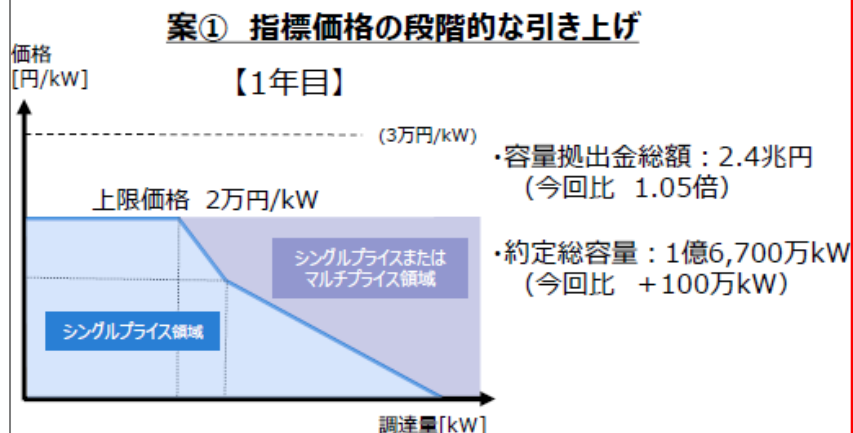 案① 指標価格の段階的な引き上げ
価格
[円/kW]
【1年目】
(3万円/kW)
上限価格 2万円/kW
シングルプライスまたは
マルチプライス領域
シングルプライス領域
調達量[kW]
・容量拠出金総額：2.4兆円
(今回比 1.05倍）
・約定総容量：1億6,700万kW
(今回比 +100万kW）